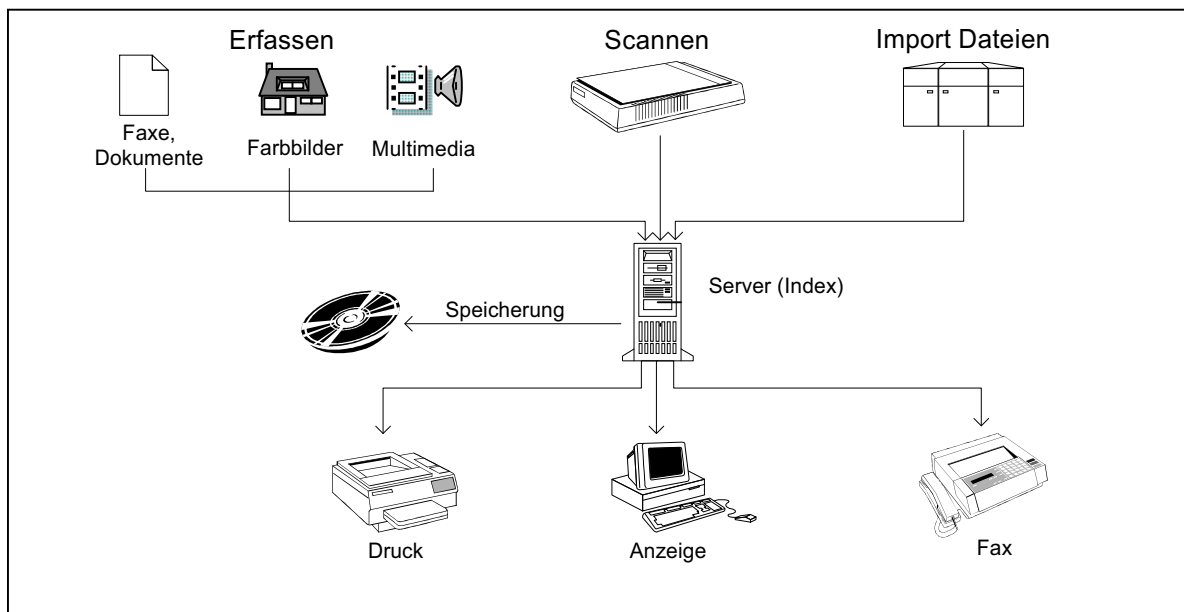 Erfassen
Scannen
Import Dateien
Faxe,
Dokumente
Farbbilder
Multimedia
Server (Index)
Speicherung
Druck
Anzeige
Fax